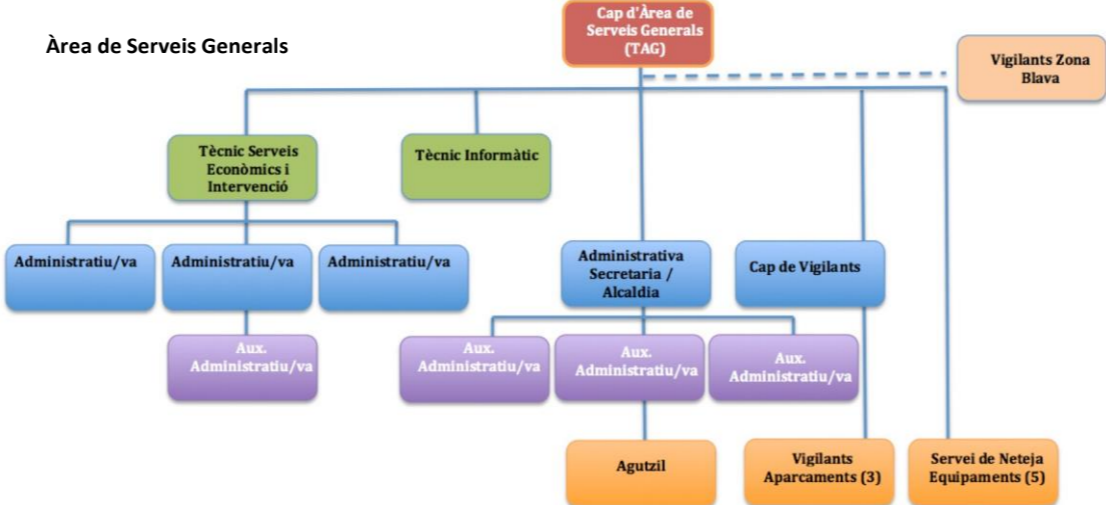 Àrea de Serveis Generals
Cap d'Àrea de
Serveis Generals
(TAG)
Vigilants Zona
Blava
Tècnic Serveis
Econòmics i
Intervenció
Tècnic Informàtic
Administratiu/va
Administratiu/va
Administratiu/va
Administrativa
Secretaria /
Alcaldia
Cap de Vigilants
Aux.
Administratiu/va
Aux.
Administratiu/va
Aux.
Administratiu/va
Aux.
Administratiu/va
Agutzil
Vigilants
Aparcaments (3)
Servei de Neteja
Equipaments (5)